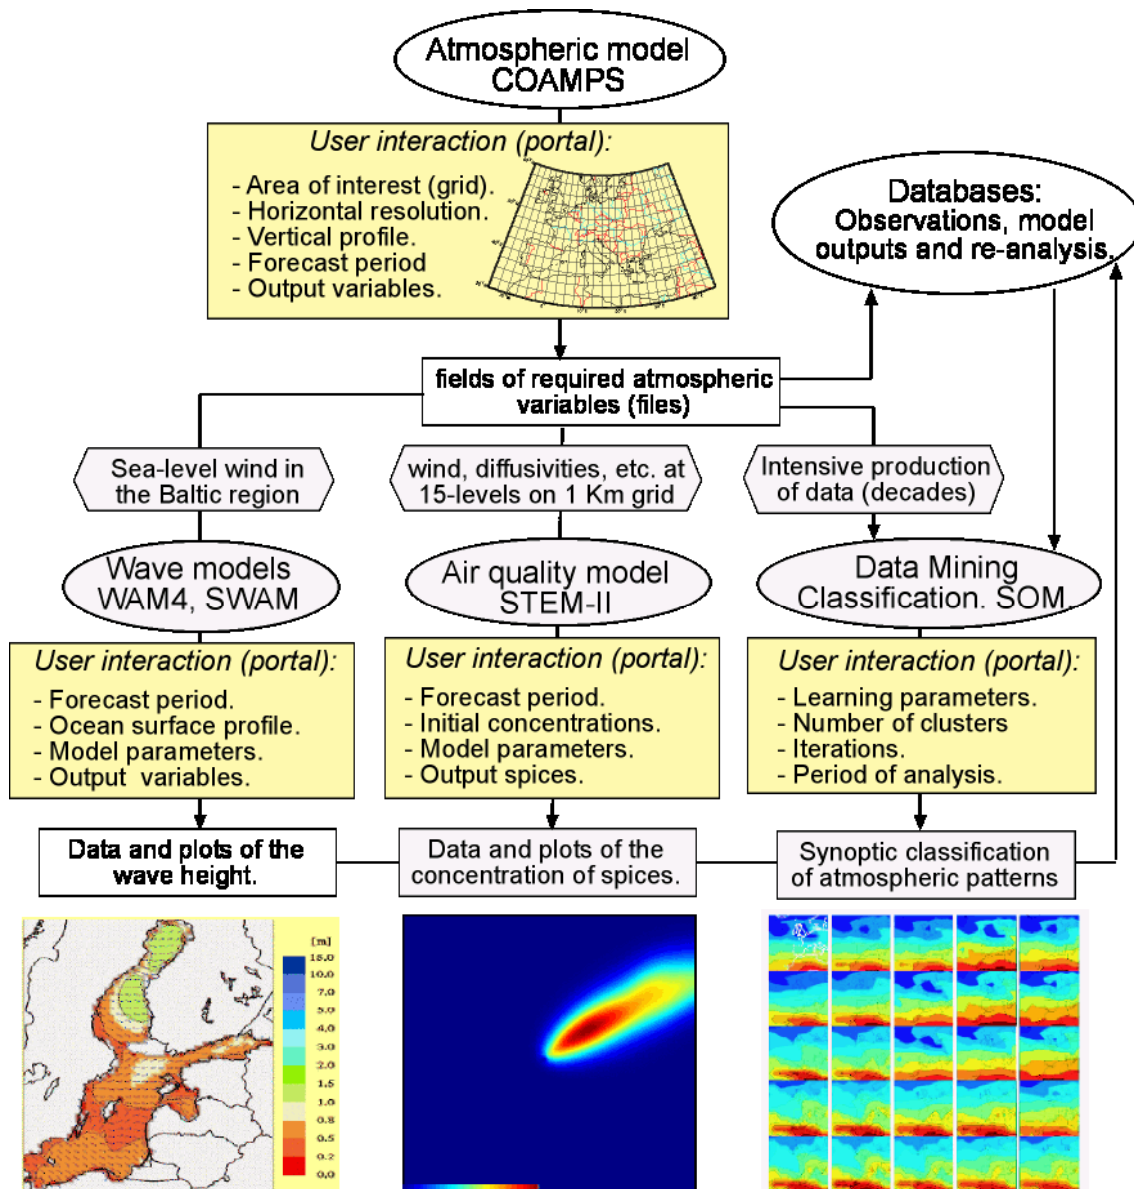 Atmospheric model
COAMPS
User interaction (portal):
- Area of interest (grid).
- Horizontal resolution.
- Vertical profile.
- Forecast period
- Output variables.
Databases:
Observations, model
outputs and re-analysis.
fields of required atmospheric
variables (files)
Sea-level wind in
the Baltic region
wind, diffusivities, etc. at
15-levels on 1 Km grid
Intensive production
of data (decades)
Wave models
WAM4, SWAM
Air quality model
STEM-II
Data Mining
Classification. SOM
User interaction (portal):
- Forecast period.
- Ocean surface profile.
- Model parameters.
- Output variables.
User interaction (portal):
- Forecast period.
- Initial concentrations.
- Model parameters.
- Output spices.
User interaction (portal):
- Learning parameters.
- Number of clusters
- Iterations.
- Period of analysis.
Data and plots of the
wave height.
Data and plots of the
concentration of spices.
Synoptic classification
of atmospheric patterns
[m]
15.0
10.0
7.0
5.0
4.0
3.0
2.0
1.5
1.0
0.8
0.5
0.2
0.0